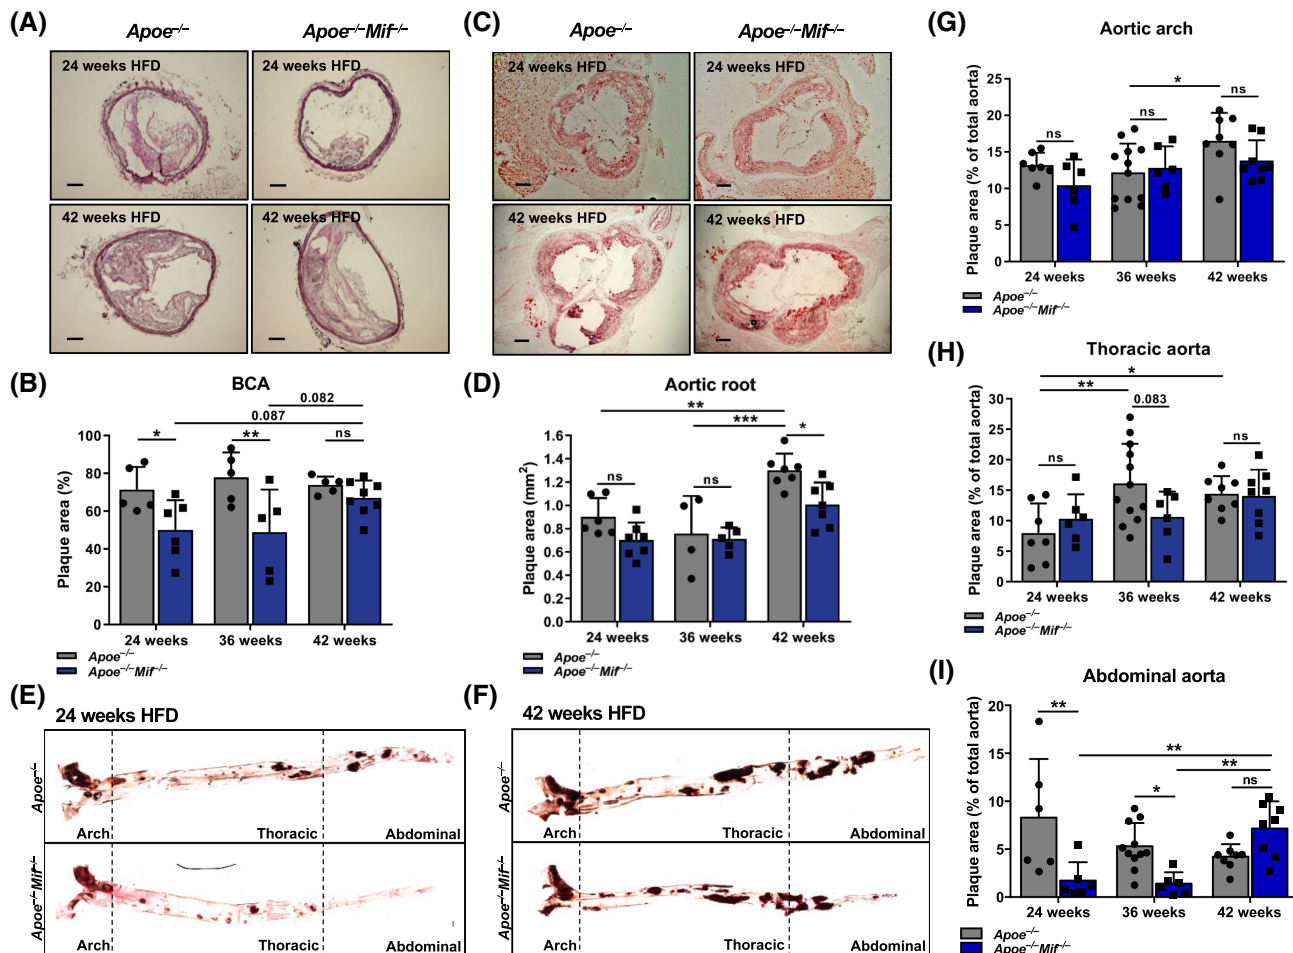 (A)
Apoe–/–
Apoe–/–Mif–/–
24 weeks HFD
24 weeks HFD
42 weeks HFD
42 weeks HFD
(B)
BCA
0.082
0.087
*
**
ns
Plaque area (%)
100
80
60
40
20
0
24 weeks
36 weeks
42 weeks
Apoe–/–
Apoe–/–Mif–/–
(C)
Apoe–/–
Apoe–/–Mif–/–
24 weeks HFD
24 weeks HFD
42 weeks HFD
42 weeks HFD
(D)
Aortic root
**
***
*
ns
ns
Plaque area (mm2)
1.6
1.4
1.2
1.0
0.8
0.6
0.4
0.2
0.0
24 weeks
36 weeks
42 weeks
Apoe–/–
Apoe–/–Mif–/–
(E)
24 weeks HFD
Apoe–/–
Arch
Thoracic
Abdominal
Apoe–/–Mif–/–
Arch
Thoracic
Abdominal
(F)
42 weeks HFD
Apoe–/–
Arch
Thoracic
Abdominal
Apoe–/–Mif–/–
Arch
Thoracic
Abdominal
(G)
Aortic arch
*
ns
ns
ns
Plaque area (% of total aorta)
25
20
15
10
5
0
24 weeks
36 weeks
42 weeks
Apoe–/–
Apoe–/–Mif–/–
(H)
Thoracic aorta
*
**
0.083
ns
ns
Plaque area (% of total aorta)
30
25
20
15
10
5
0
24 weeks
36 weeks
42 weeks
Apoe–/–
Apoe–/–Mif–/–
(I)
Abdominal aorta
**
**
**
*
ns
Plaque area (% of total aorta)
20
15
10
5
0
24 weeks
36 weeks
42 weeks
Apoe–/–
Apoe–/–Mif–/–